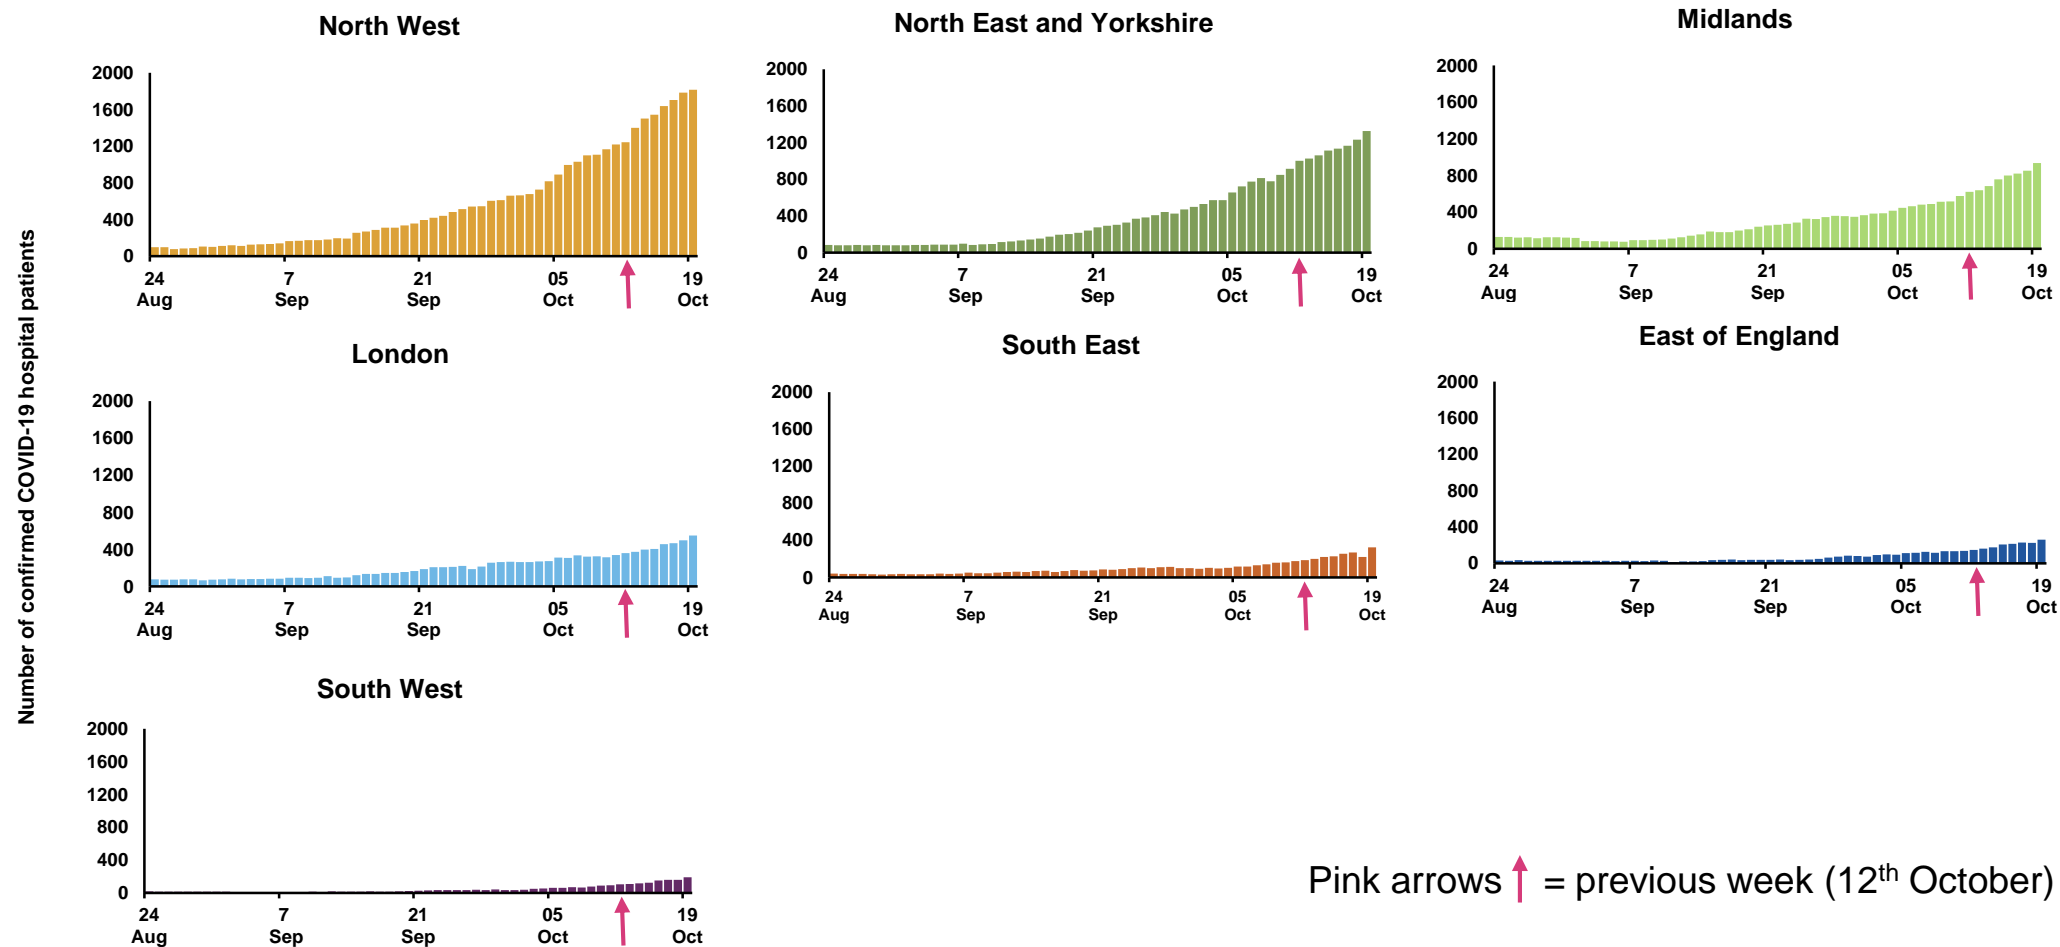 Number of confirmed COVID-19 hospital patients
North West
2000
1600
1200
800
400
0
24 7 21 05 19
Aug Sep Sep Oct Oct
North East and Yorkshire
2000
1600
1200
800
400
0
24 7 21 05 19
Aug Sep Sep Oct Oct
Midlands
2000
1600
1200
800
400
0
24 7 21 05 19
Aug Sep Sep Oct Oct
London
2000
1600
1200
800
400
0
24 7 21 05 19
Aug Sep Sep Oct Oct
South East
2000
1600
1200
800
400
0
24 7 21 05 19
Aug Sep Sep Oct Oct
East of England
2000
1600
1200
800
400
0
24 7 21 05 19
Aug Sep Sep Oct Oct
South West
2000
1600
1200
800
400
0
24 7 21 05 19
Aug Sep Sep Oct Oct
Pink arrows = previous week (12th October)